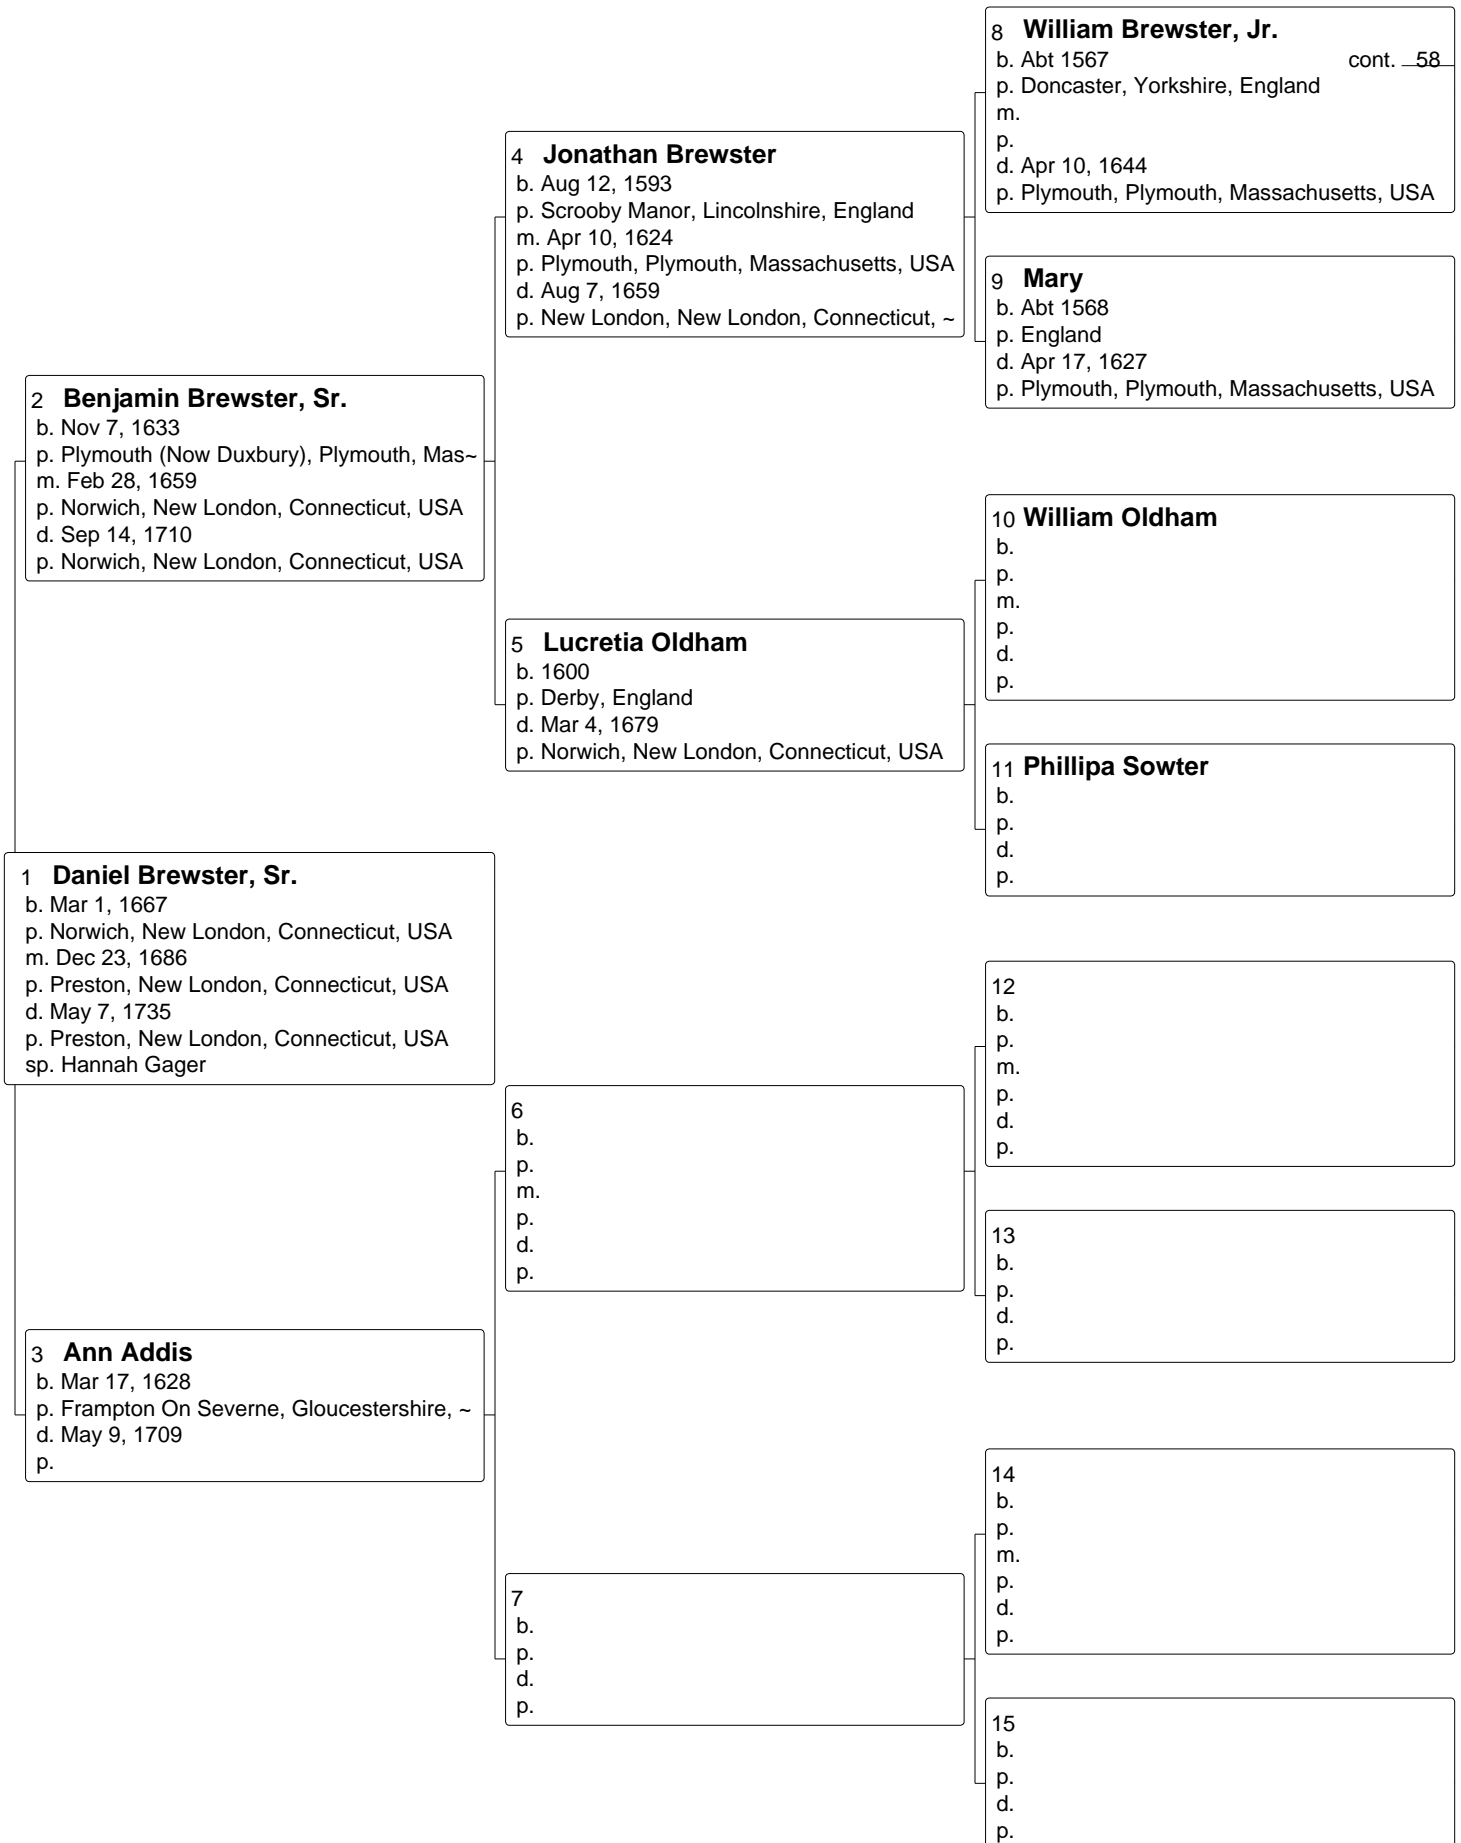 8 William Brewster, Jr.
b. Abt 1567 cont. 58
p. Doncaster, Yorkshire, England
m.
p.
d. Apr 10, 1644
p. Plymouth, Plymouth, Massachusetts, USA
4 Jonathan Brewster
b. Aug 12, 1593
p. Scrooby Manor, Lincolnshire, England
m. Apr 10, 1624
p. Plymouth, Plymouth, Massachusetts, USA
d. Aug 7, 1659
p. New London, New London, Connecticut, ~
9 Mary
b. Abt 1568
p. England
d. Apr 17, 1627
p. Plymouth, Plymouth, Massachusetts, USA
2 Benjamin Brewster, Sr.
b. Nov 7, 1633
p. Plymouth (Now Duxbury), Plymouth, Mas~
m. Feb 28, 1659
p. Norwich, New London, Connecticut, USA
d. Sep 14, 1710
p. Norwich, New London, Connecticut, USA
10 William Oldham
b.
p.
m.
p.
d.
p.
5 Lucretia Oldham
b. 1600
p. Derby, England
d. Mar 4, 1679
p. Norwich, New London, Connecticut, USA
11 Phillipa Sowter
b.
p.
d.
p.
1 Daniel Brewster, Sr.
b. Mar 1, 1667
p. Norwich, New London, Connecticut, USA
m. Dec 23, 1686
p. Preston, New London, Connecticut, USA
d. May 7, 1735
p. Preston, New London, Connecticut, USA
sp. Hannah Gager
12
b.
p.
m.
p.
d.
p.
6
b.
p.
m.
p.
d.
p.
13
b.
p.
d.
p.
3 Ann Addis
b. Mar 17, 1628
p. Frampton On Severne, Gloucestershire, ~
d. May 9, 1709
p.
14
b.
p.
m.
p.
d.
p.
7
b.
p.
d.
p.
15
b.
p.
d.
p.